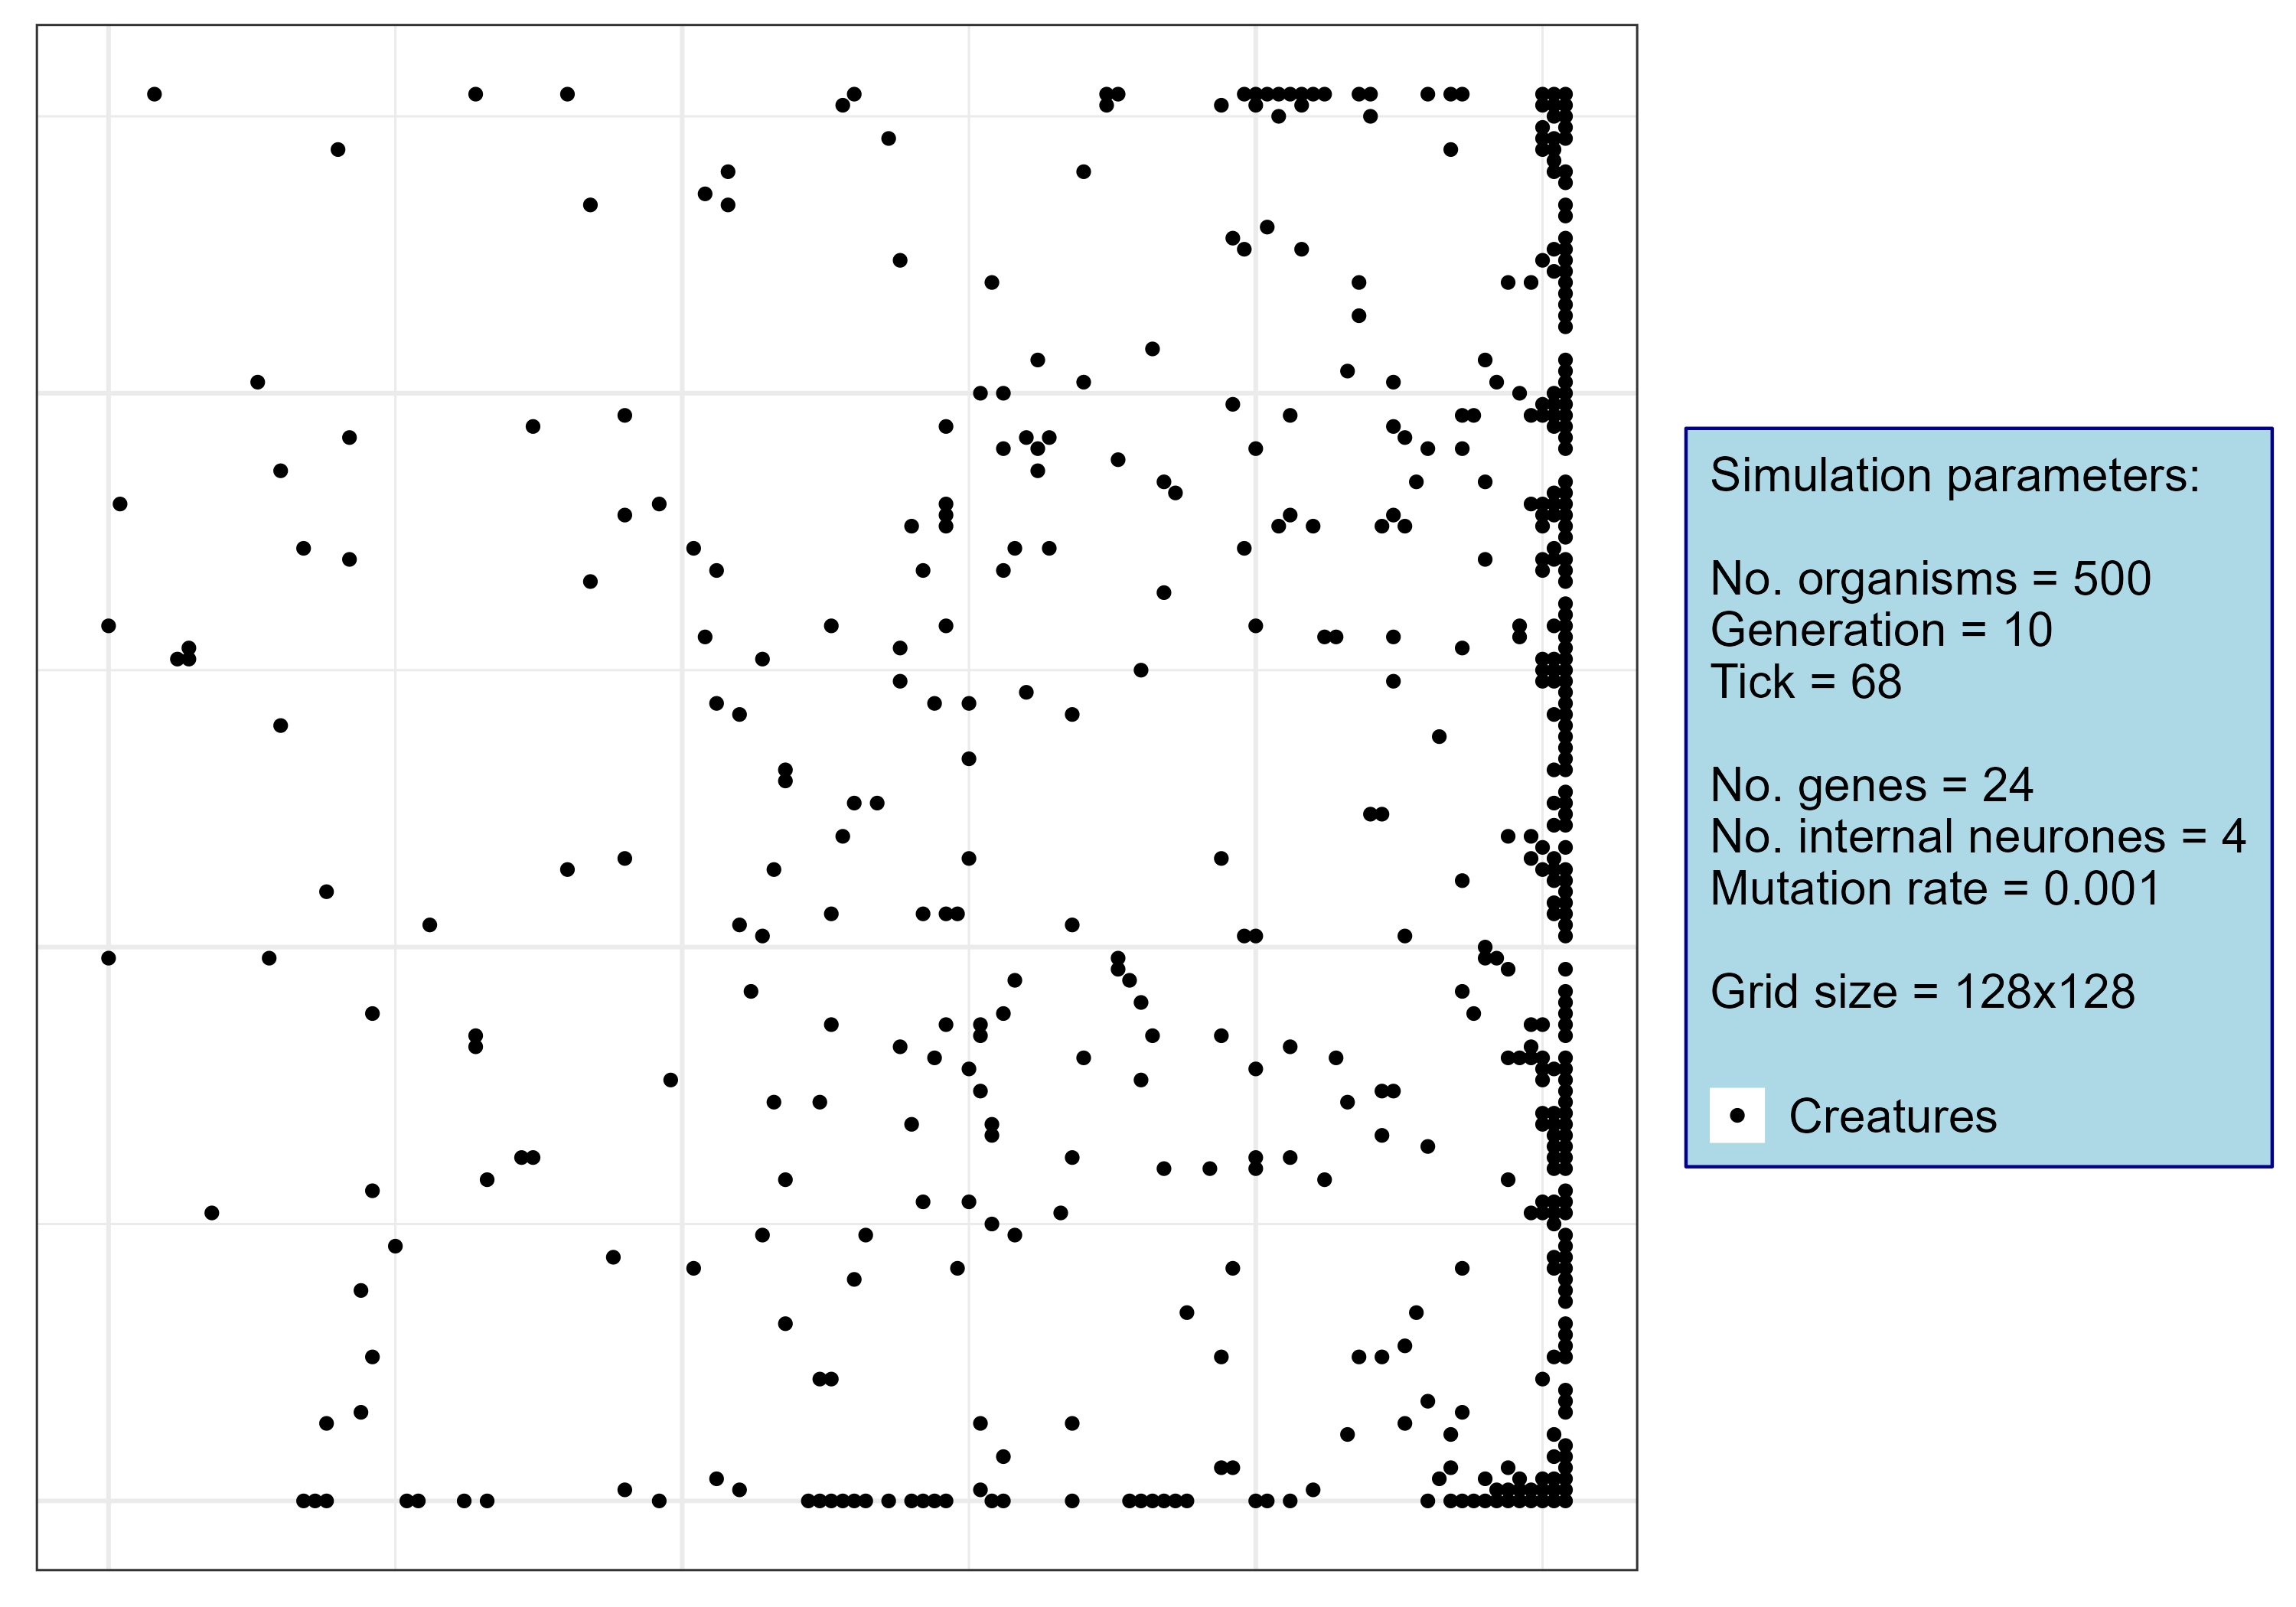 Simulation parameters:
No. organisms = 500
Generation = 10
Tick = 68
No. genes = 24
No. internal neurones = 4
Mutation rate = 0.001
Grid size = 128x128
Creatures